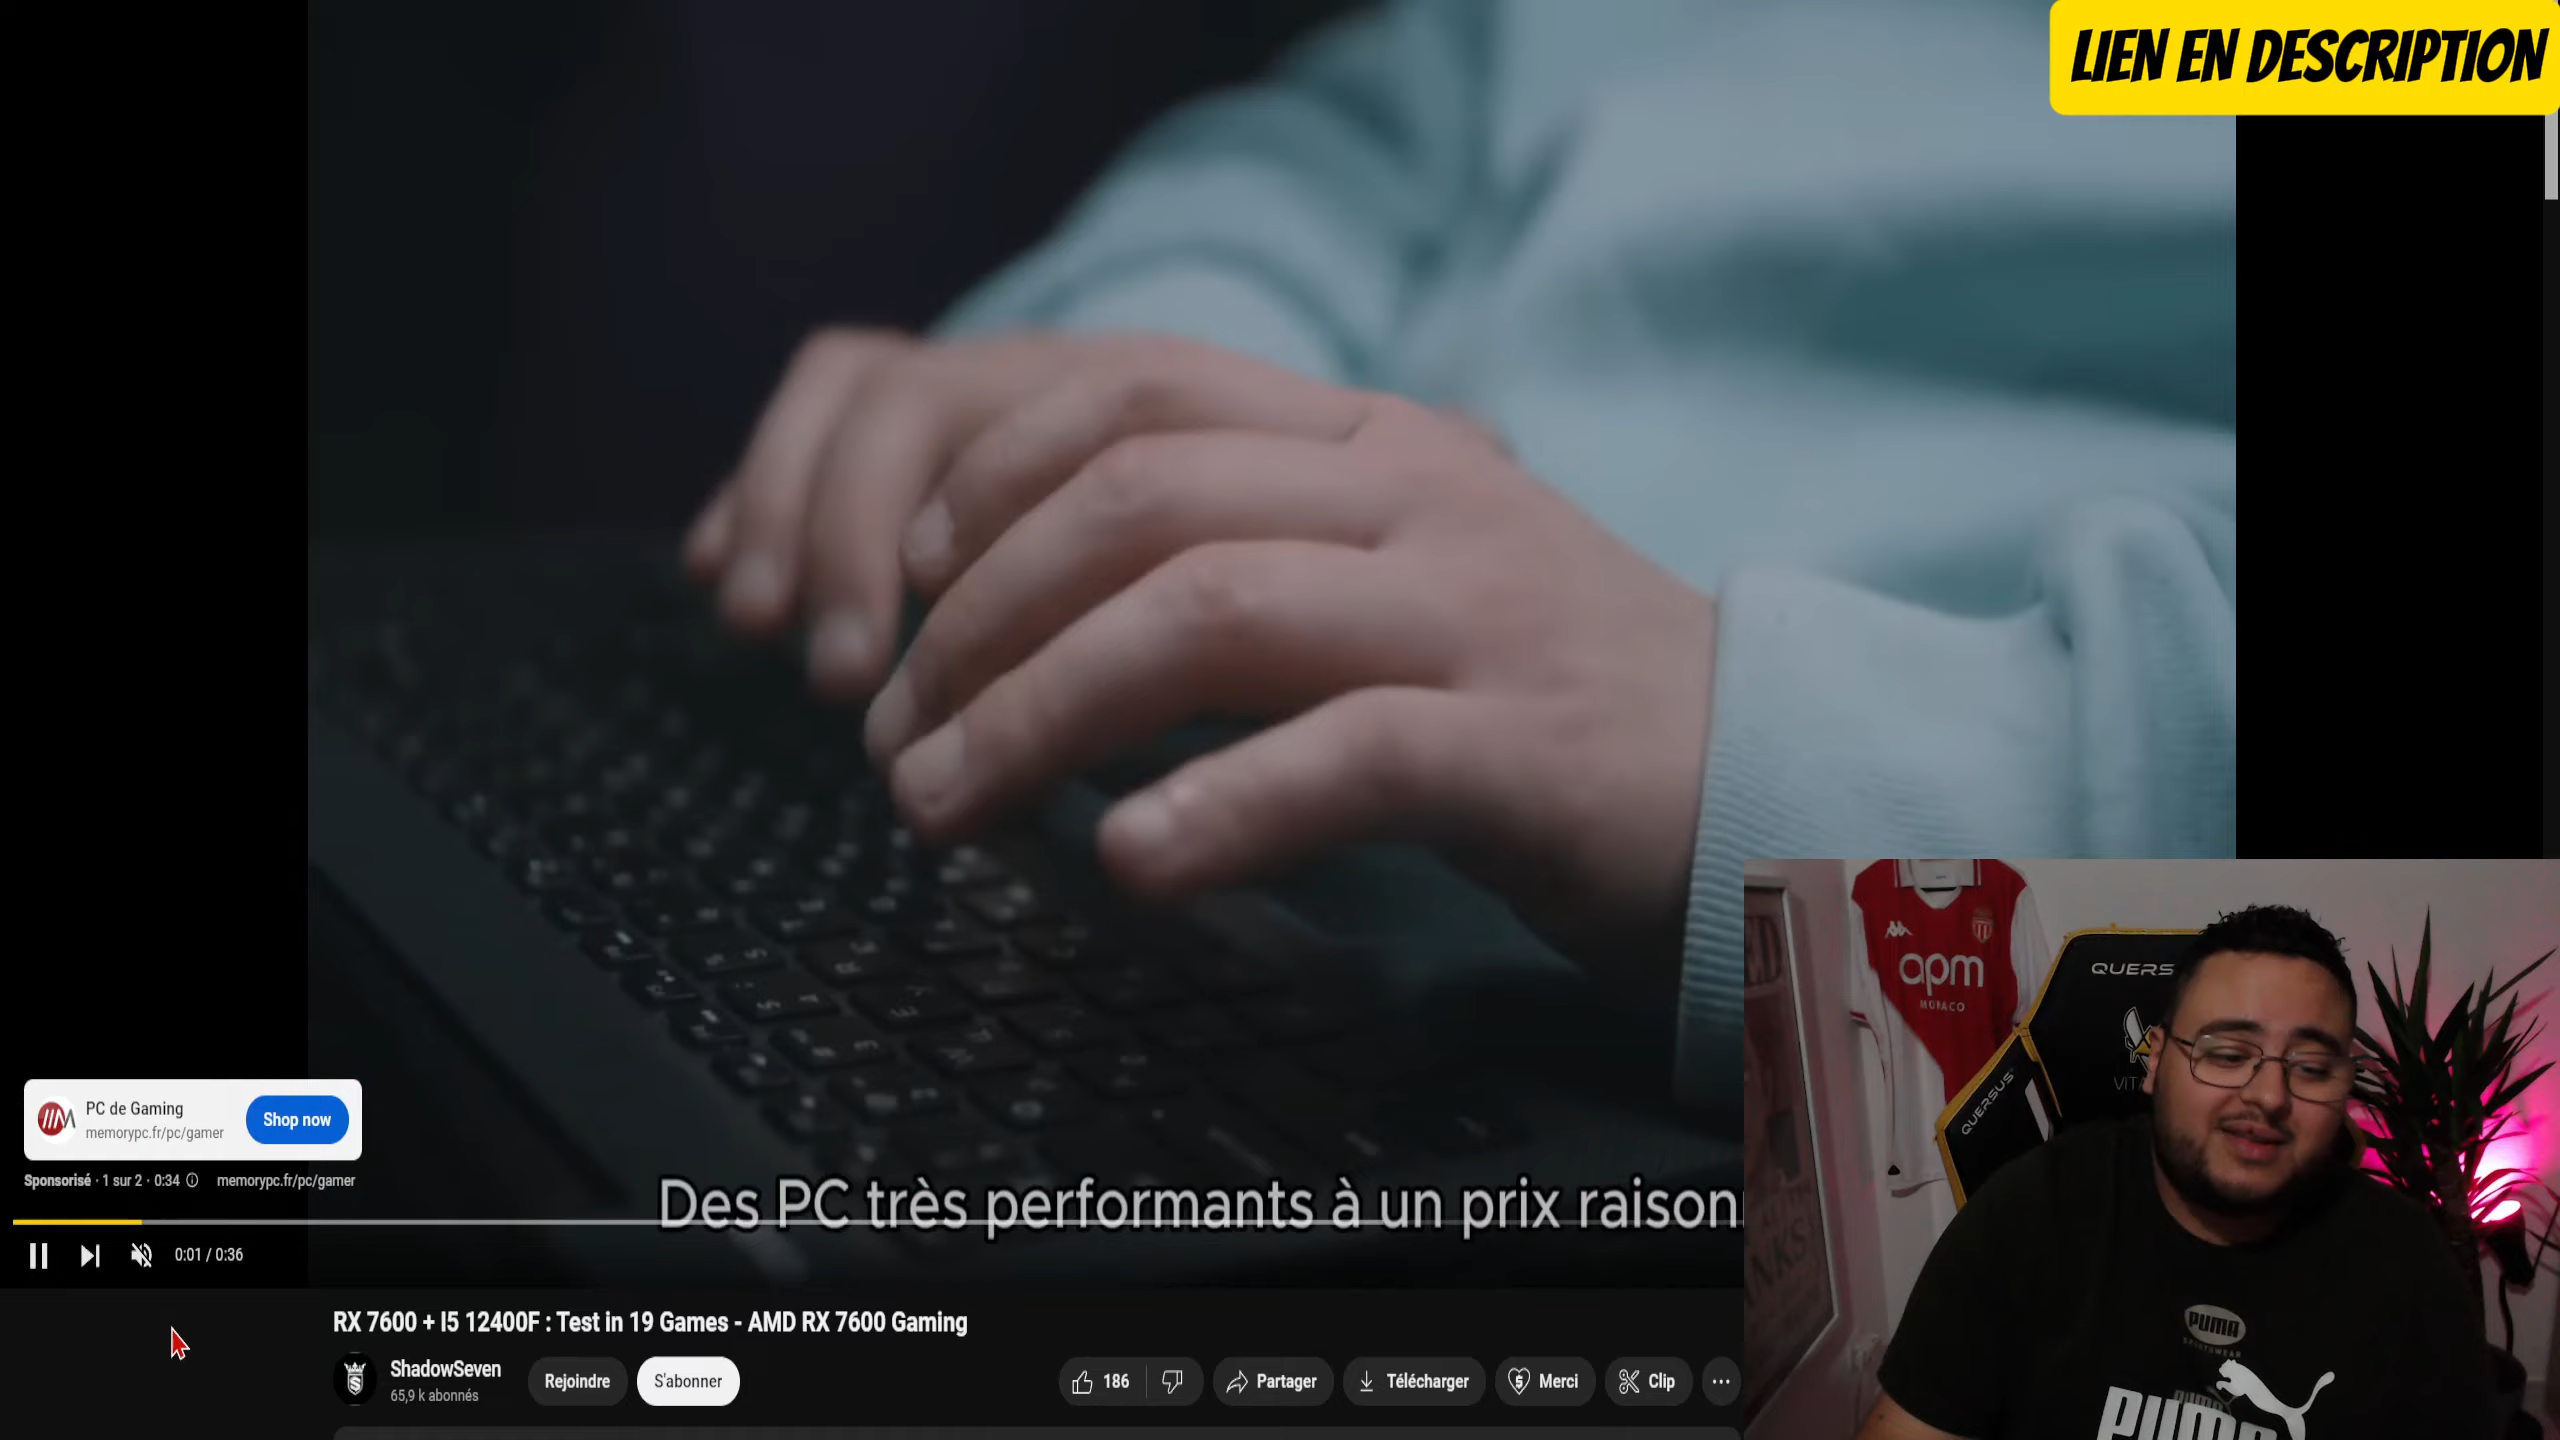 LIEN EN DESCRIPTION
apm
MONACO
QUERS
QUERSUS
PC de Gaming
memorypc.fr/pc/gamer
Shop now
Sponsorisé · 1 sur 2 · 0:34
memorypc.fr/pc/gamer
Des PC très performants à un prix raison
0:01 / 0:36
RX 7600 + I5 12400F : Test in 19 Games - AMD RX 7600 Gaming
ShadowSeven
65,9 k abonnés
Rejoindre
S'abonner
186
Partager
Télécharger
Merci
Clip
PUMA
SPORTSWEAR
PUMA